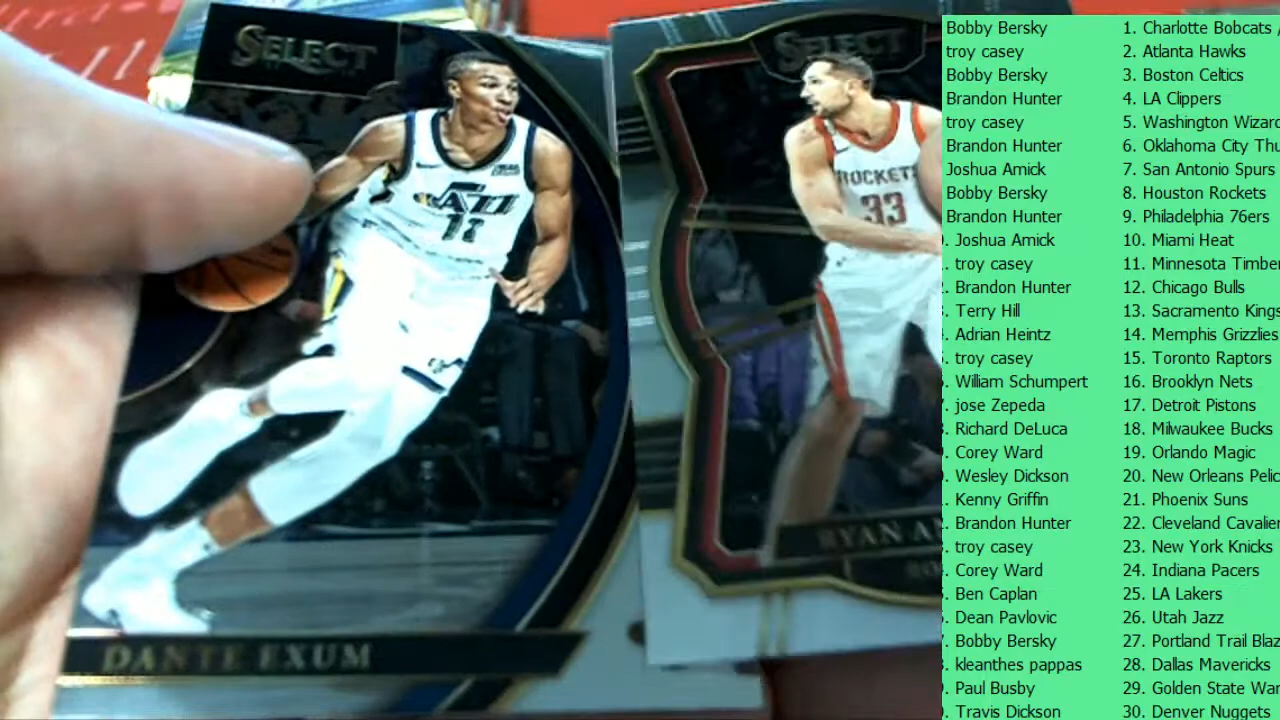 SELECT
JAZZ
11
DANTE EXUM
SELECT
ROCKETS
33
RYAN AN
Bobby Bersky 1. Charlotte Bobcats /
troy casey 2. Atlanta Hawks
Bobby Bersky 3. Boston Celtics
Brandon Hunter 4. LA Clippers
troy casey 5. Washington Wizard
Brandon Hunter 6. Oklahoma City Thu
Joshua Amick 7. San Antonio Spurs
Bobby Bersky 8. Houston Rockets
Brandon Hunter 9. Philadelphia 76ers
. Joshua Amick 10. Miami Heat
. troy casey 11. Minnesota Timber
. Brandon Hunter 12. Chicago Bulls
. Terry Hill 13. Sacramento Kings
. Adrian Heintz 14. Memphis Grizzlies
. troy casey 15. Toronto Raptors
. William Schumpert 16. Brooklyn Nets
. jose Zepeda 17. Detroit Pistons
. Richard DeLuca 18. Milwaukee Bucks
. Corey Ward 19. Orlando Magic
. Wesley Dickson 20. New Orleans Pelic
. Kenny Griffin 21. Phoenix Suns
. Brandon Hunter 22. Cleveland Cavalier
. troy casey 23. New York Knicks
. Corey Ward 24. Indiana Pacers
. Ben Caplan 25. LA Lakers
. Dean Pavlovic 26. Utah Jazz
. Bobby Bersky 27. Portland Trail Blaz
. kleanthes pappas 28. Dallas Mavericks
. Paul Busby 29. Golden State War
. Travis Dickson 30. Denver Nuggets